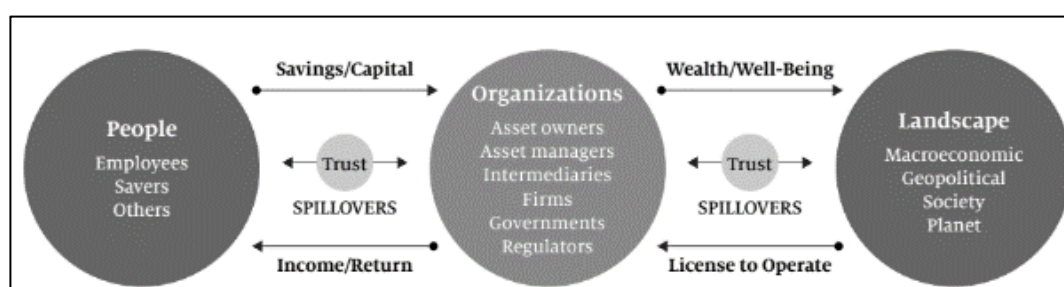 People
Employees
Savers
Others
Savings/Capital
Trust
SPILLOVERS
Income/Return
Organizations
Asset owners
Asset managers
Intermediaries
Firms
Governments
Regulators
Wealth/Well-Being
Trust
SPILLOVERS
License to Operate
Landscape
Macroeconomic
Geopolitical
Society
Planet